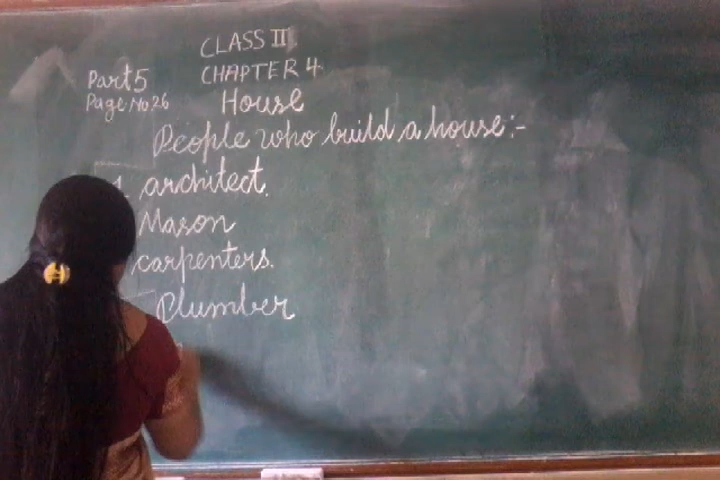 CLASS II
Part 5 CHAPTER 4
Page No 26 House
People who build a house:-
1. architect.
Mason
carpenters.
Plumber